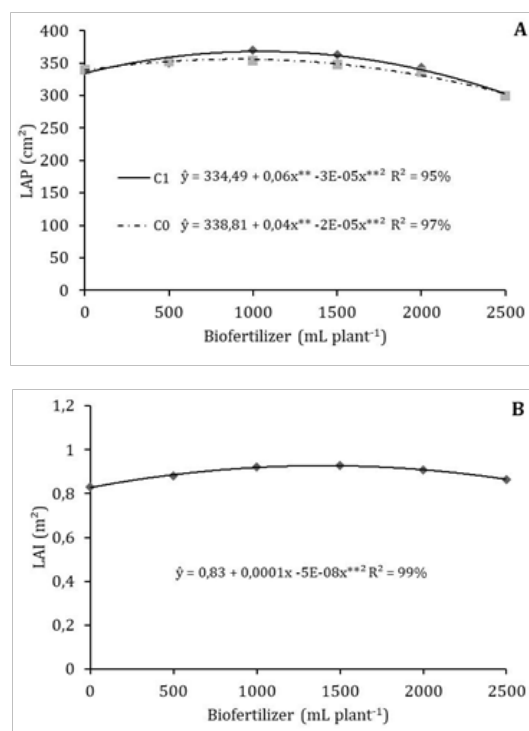 A
400
350
300
250
200
150
100
50
0
LAP (cm²)
C1 ŷ = 334,49 + 0,06x** -3E-05x**² R² = 95%
C0 ŷ = 338,81 + 0,04x** -2E-05x**² R² = 97%
0 500 1000 1500 2000 2500
Biofertilizer (mL plant⁻¹)
B
1,2
1
0,8
0,6
0,4
0,2
0
LAI (m²)
ŷ = 0,83 + 0,0001x -5E-08x**² R² = 99%
0 500 1000 1500 2000 2500
Biofertilizer (mL plant⁻¹)